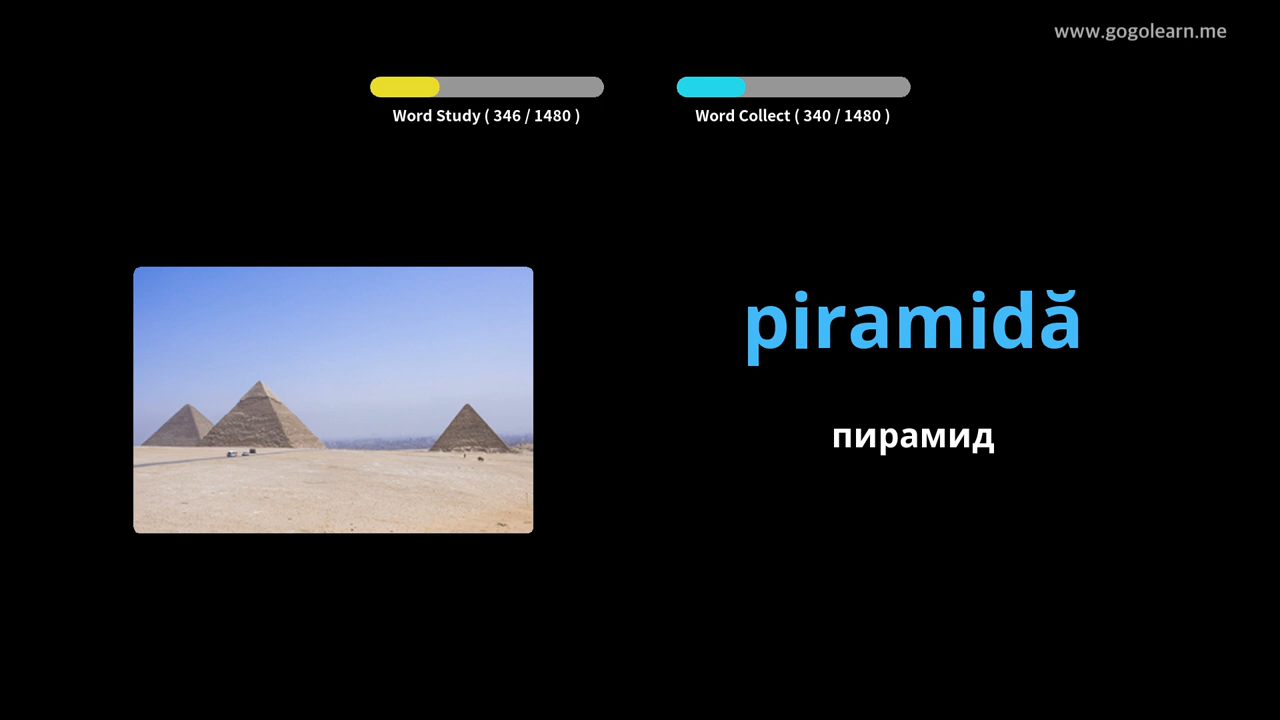 www.gogolearn.me
Word Study ( 346 / 1480 )
Word Collect ( 340 / 1480 )
piramidă
пирамид